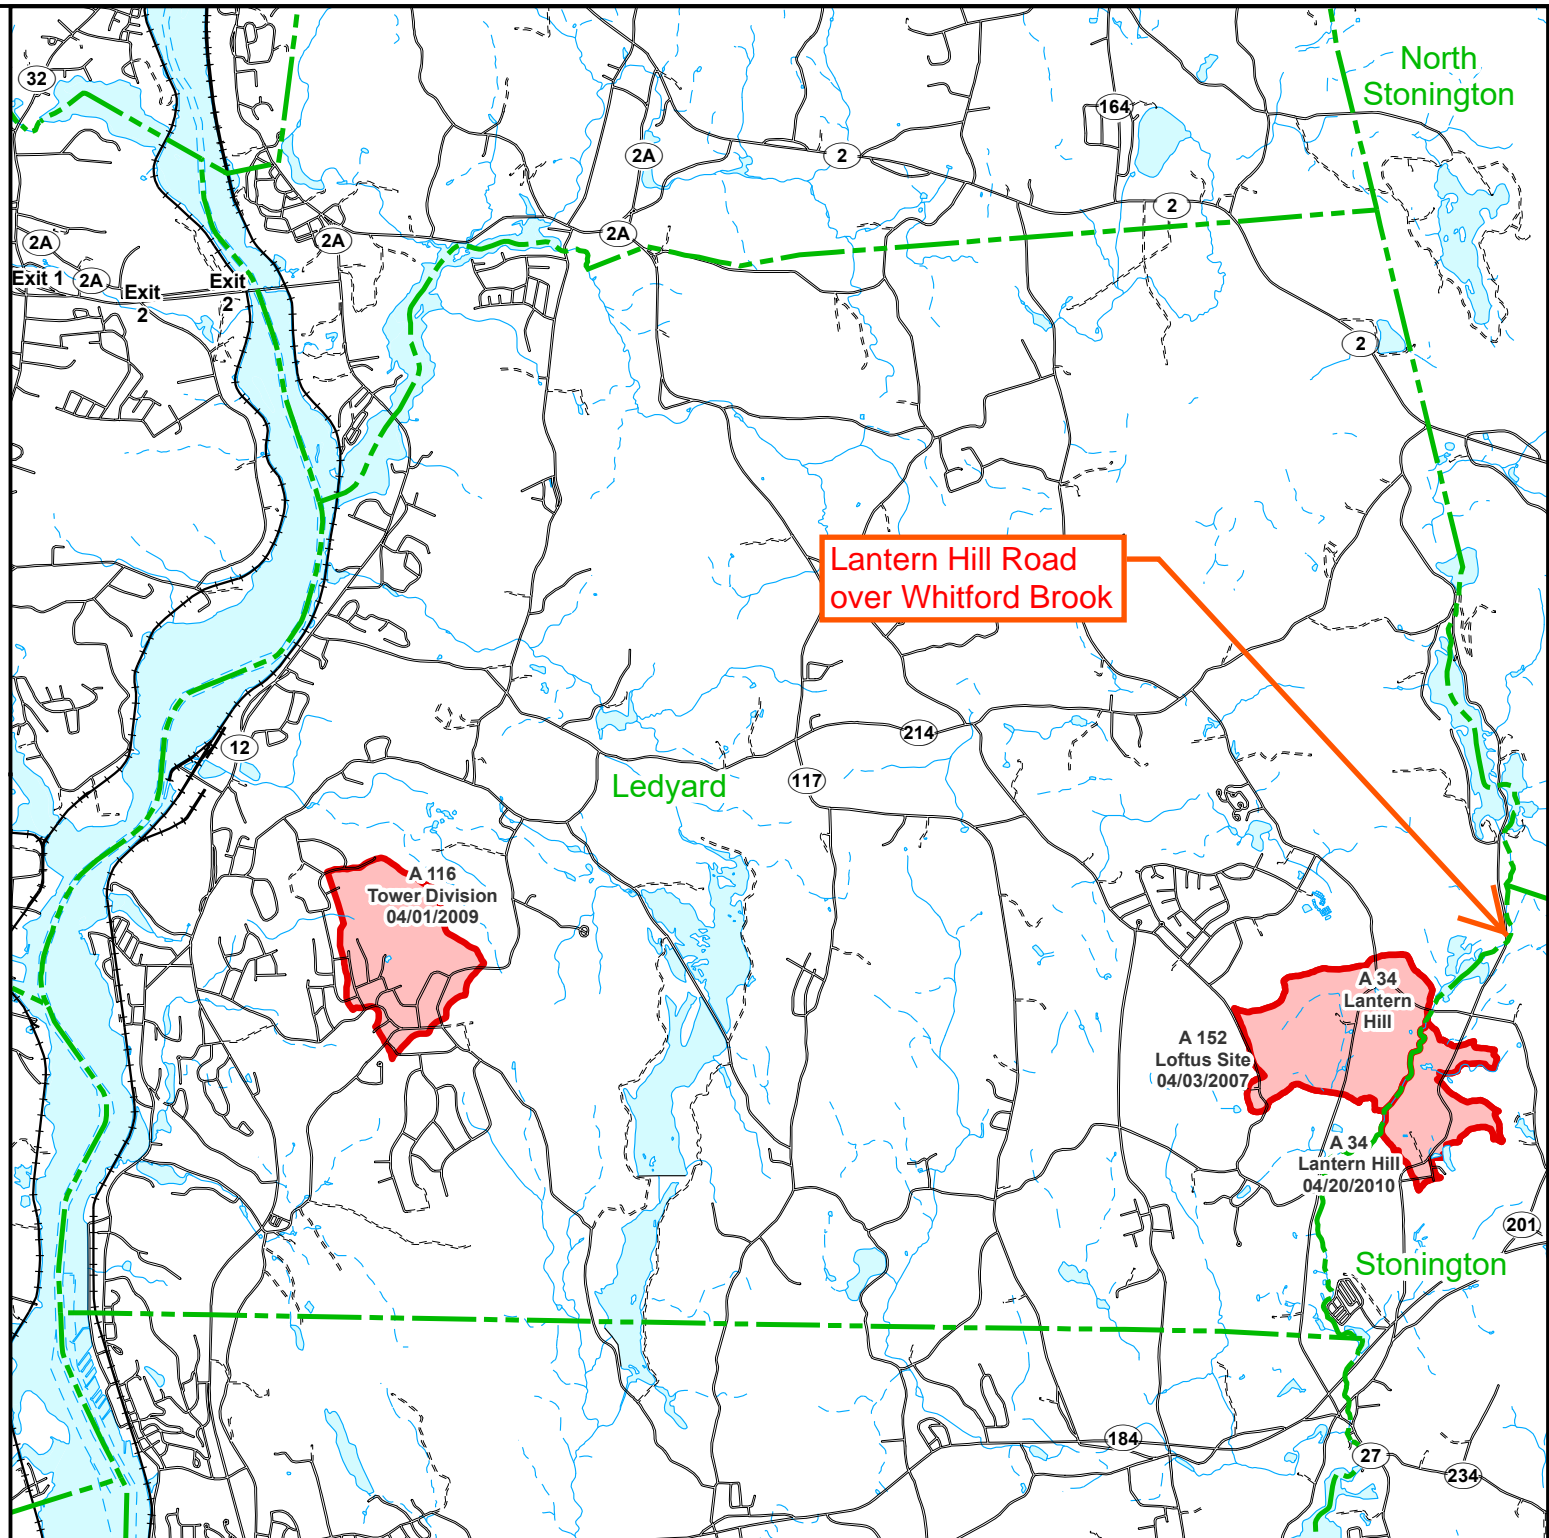 North
Stonington
32
164
2A
2
2
2A
2A
2A
Exit 1
2A
Exit
2
Exit
2
2
Lantern Hill Road
over Whitford Brook
214
12
117
Ledyard
A 116
Tower Division
04/01/2009
A 34
Lantern
Hill
A 152
Loftus Site
04/03/2007
A 34
Lantern Hill
04/20/2010
201
Stonington
184
27
234